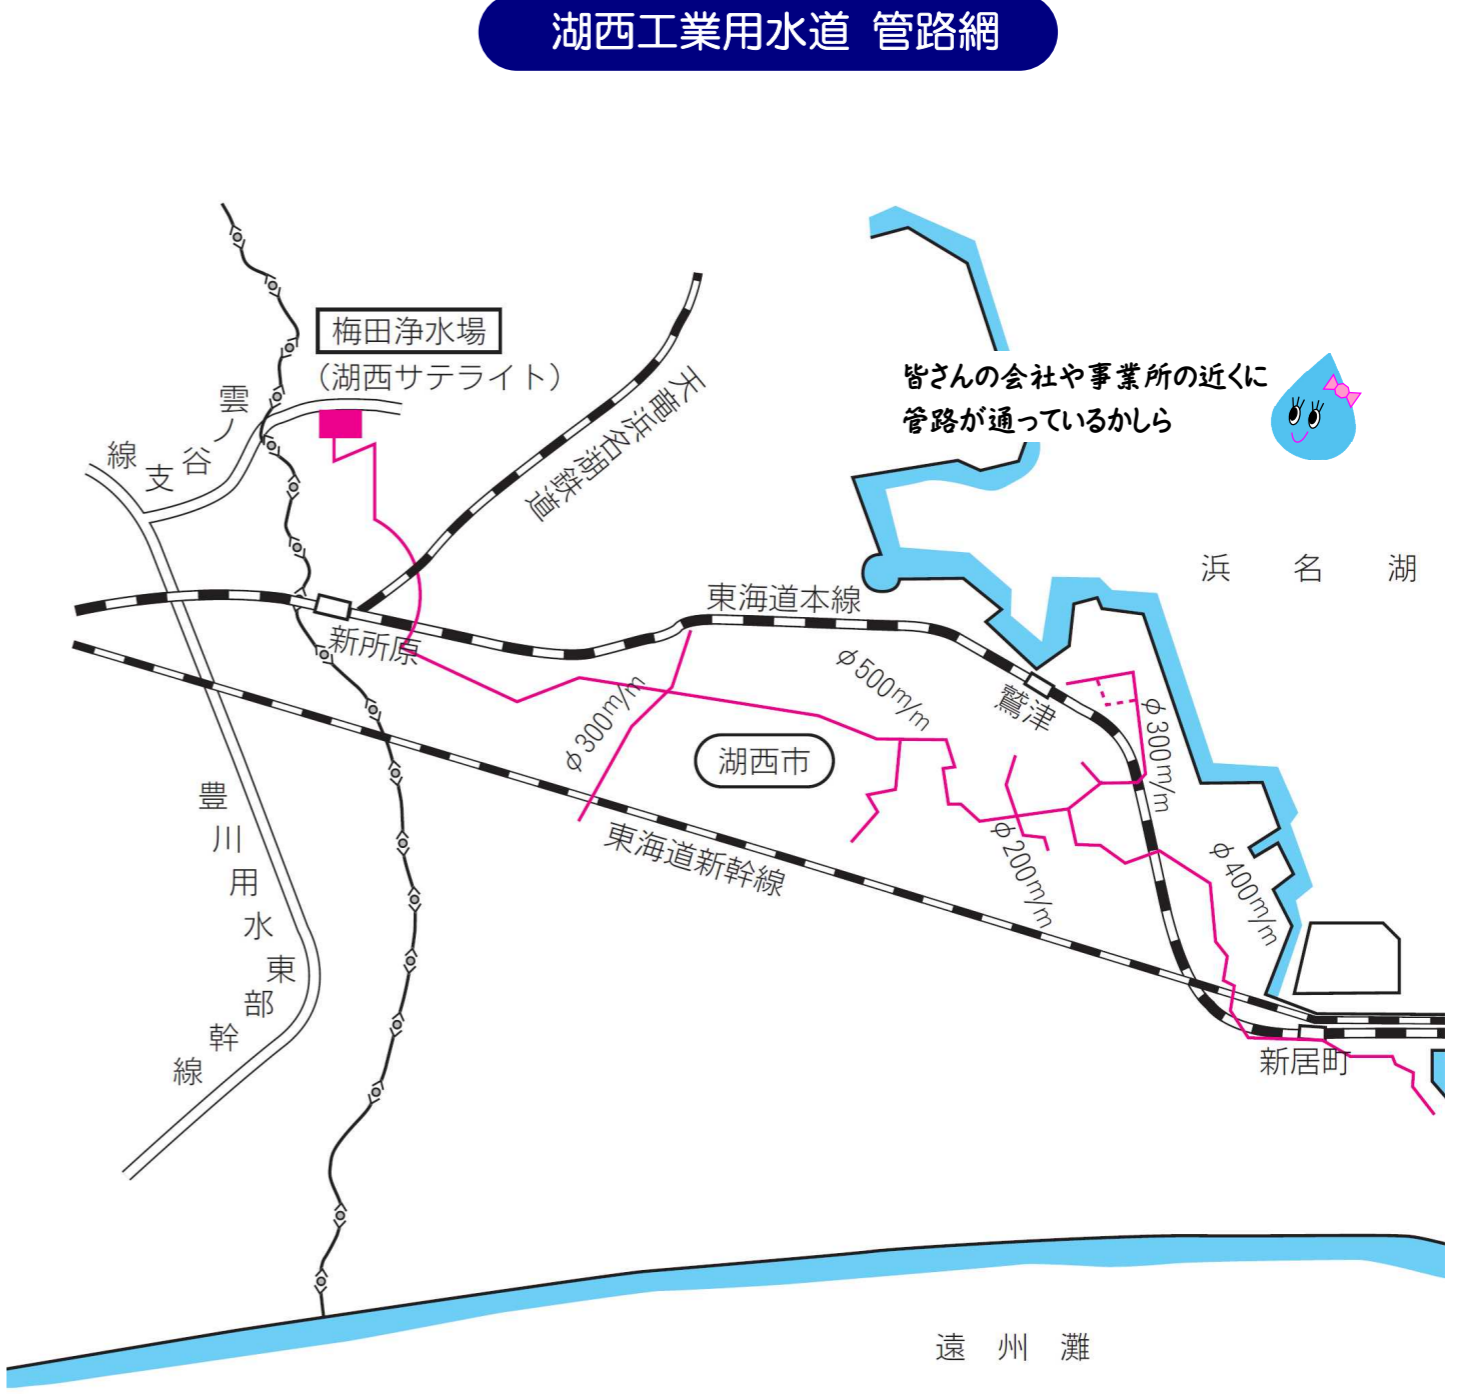 湖西工業用水道 管路網
梅田浄水場
（湖西サテライト）
雲谷支線
天竜浜名湖鉄道
皆さんの会社や事業所の近くに
管路が通っているかしら
浜名湖
東海道本線
新所原
φ300m/m
φ500m/m
鷲津
φ300m/m
湖西市
東海道新幹線
φ200m/m
φ400m/m
豊川用水東部幹線
新居町
遠州灘